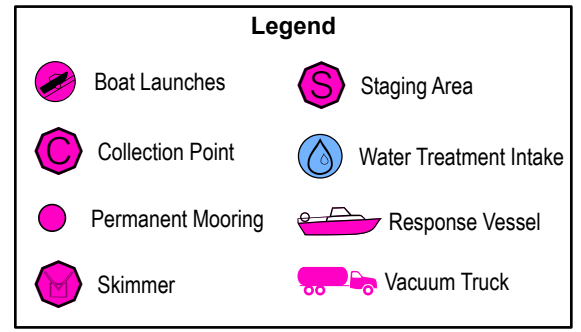 Legend
Boat Launches
S
Staging Area
C
Collection Point
Water Treatment Intake
Permanent Mooring
Response Vessel
Skimmer
Vacuum Truck